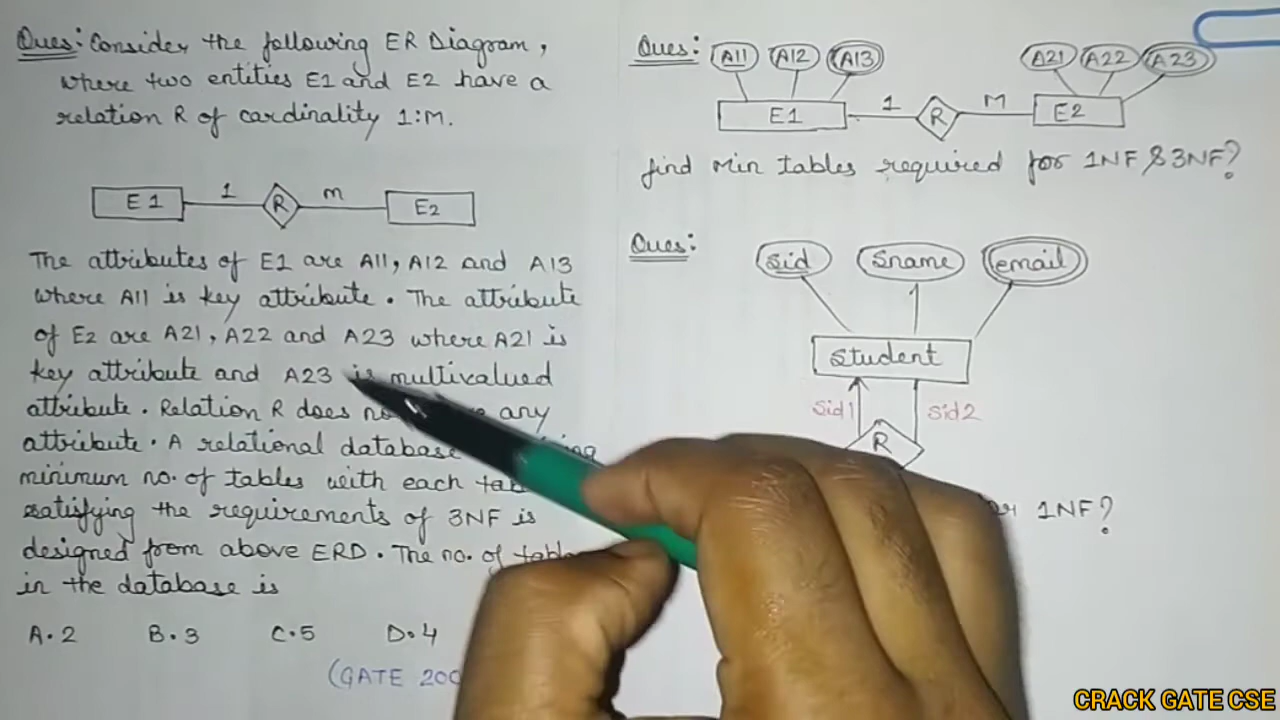 Ques: Consider the following ER Diagram,
where two entities E1 and E2 have a
relation R of cardinality 1:M.
E1 1 R m E2
The attributes of E1 are A11, A12 and A13
where A11 is key attribute. The attribute
of E2 are A21, A22 and A23 where A21 is
key attribute and A23 is multivalued
attribute. Relation R does any
attribute. A relational database
minimum no. of tables with each
satisfying the requirements of 3NF is
designed from above ERD. The no. of
in the database is
A. 2 B. 3 C. 5 D. 4
(GATE
Ques: A11 A12 A13 A21 A22 A23
E1 1 R M E2
find Min tables required for 1NF & 3NF?
Ques: Sid Sname email
Student
Sid1 Sid2
R
1NF?
CRACK GATE CSE